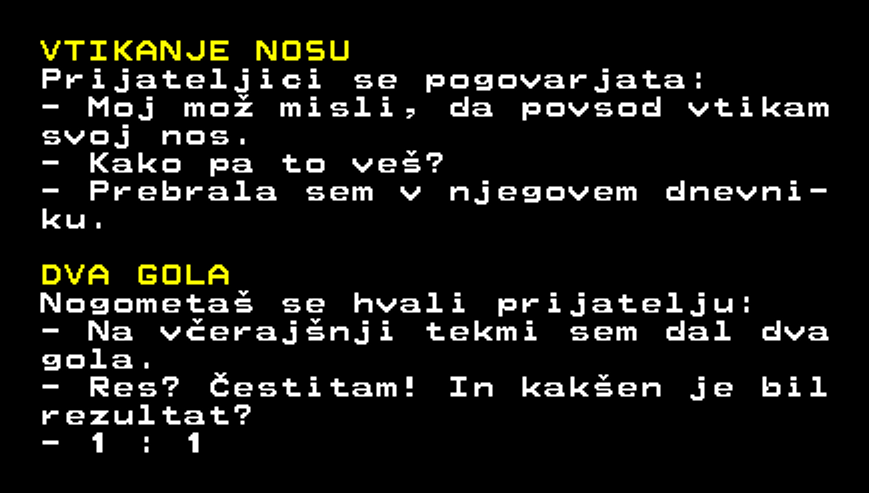 VTIKANJE NOSU
Prijateljici se pogovarjata:
- Moj mož misli, da povsod vtikam
svoj nos.
- Kako pa to veš?
- Prebrala sem v njegovem dnevni-
ku.
DVA GOLA
Nogometaš se hvali prijatelju:
- Na včerajšnji tekmi sem dal dva
gola.
- Res? Čestitam! In kakšen je bil
rezultat?
- 1 : 1